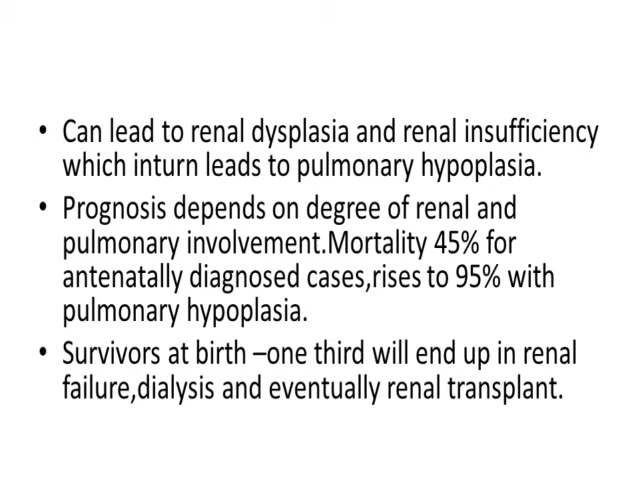 • Can lead to renal dysplasia and renal insufficiency
which inturn leads to pulmonary hypoplasia.
• Prognosis depends on degree of renal and
pulmonary involvement.Mortality 45% for
antenatally diagnosed cases,rises to 95% with
pulmonary hypoplasia.
• Survivors at birth –one third will end up in renal
failure,dialysis and eventually renal transplant.